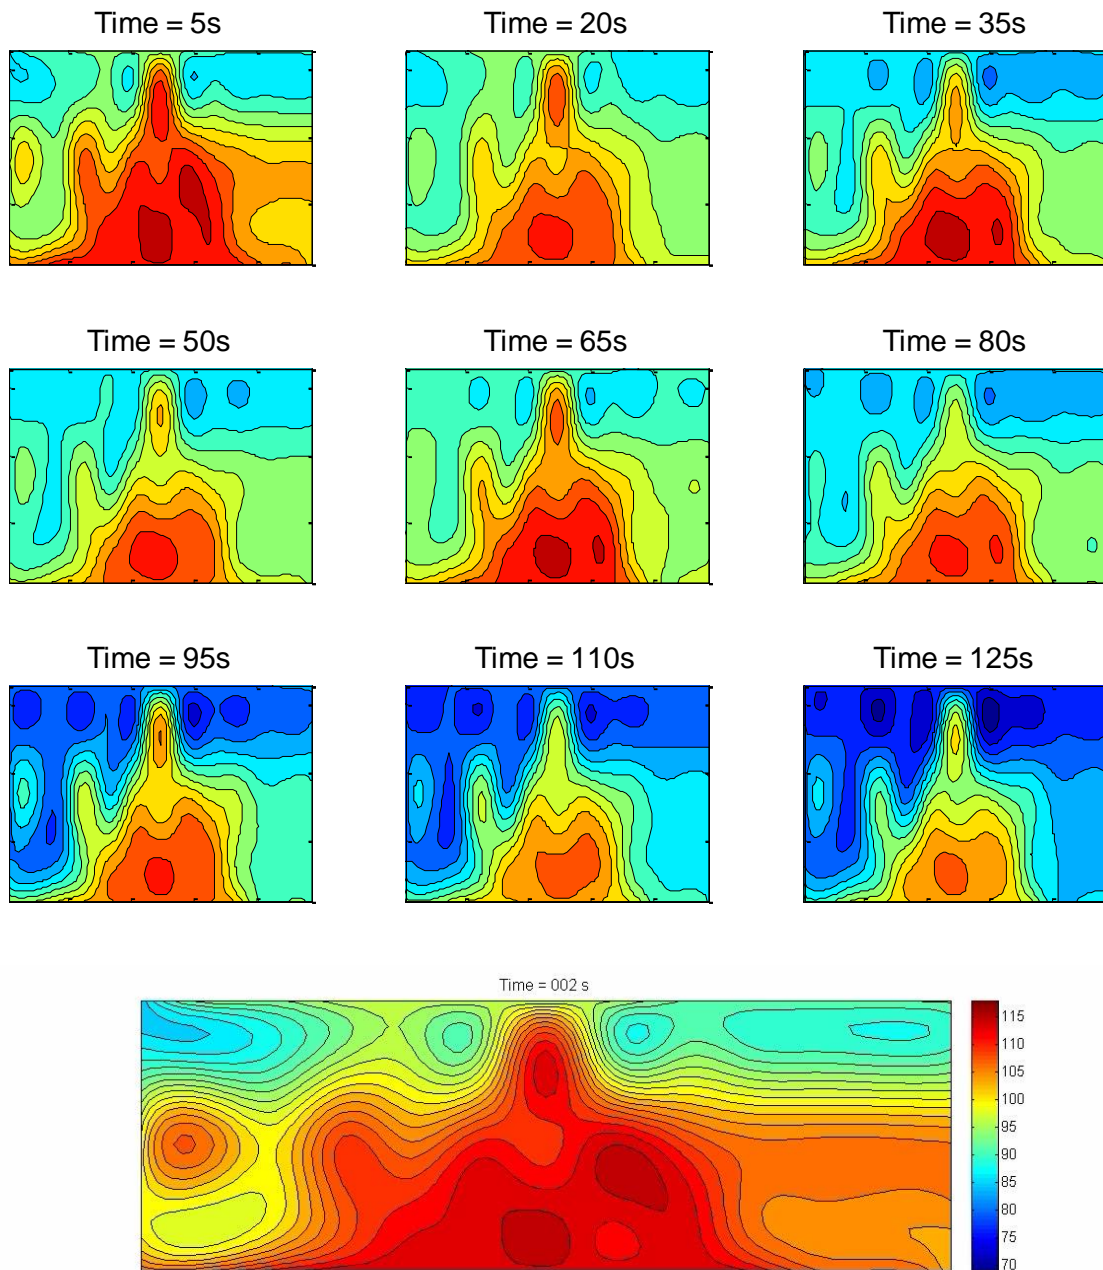 Time = 5s
Time = 20s
Time = 35s
Time = 50s
Time = 65s
Time = 80s
Time = 95s
Time = 110s
Time = 125s
Time = 002 s
115
110
105
100
95
90
85
80
75
70